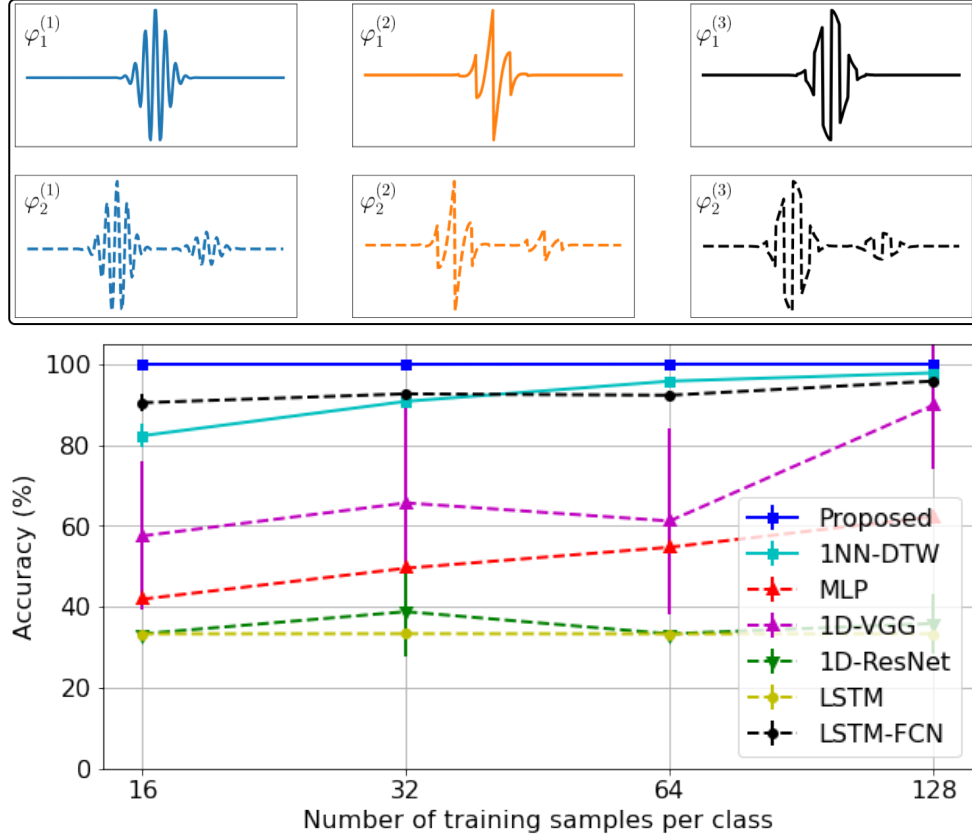 φ₁⁽¹⁾ φ₁⁽²⁾ φ₁⁽³⁾
φ₂⁽¹⁾ φ₂⁽²⁾ φ₂⁽³⁾
100
80
60
40
20
0
Accuracy (%)
Proposed
1NN-DTW
MLP
1D-VGG
1D-ResNet
LSTM
LSTM-FCN
16 32 64 128
Number of training samples per class